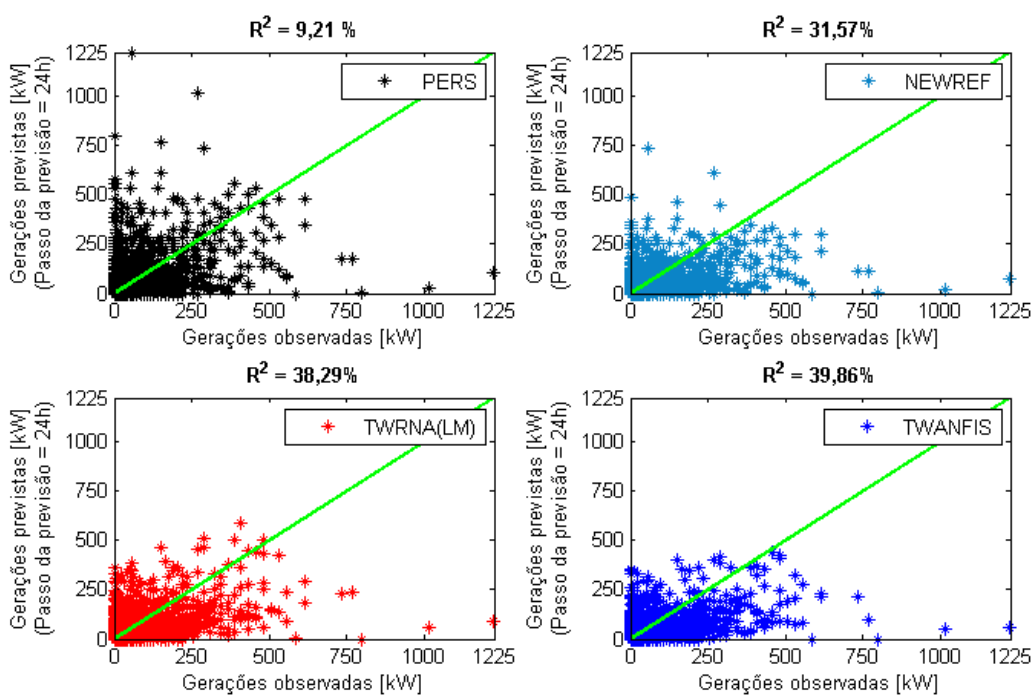 R² = 9,21 %
Gerações previstas [kW]
(Passo da previsão = 24h)
1225
1000
750
500
250
0
PERS
0
250
500
750
1000
1225
Gerações observadas [kW]
R² = 31,57%
Gerações previstas [kW]
(Passo da previsão = 24h)
1225
1000
750
500
250
0
NEWREF
0
250
500
750
1000
1225
Gerações observadas [kW]
R² = 38,29%
Gerações previstas [kW]
(Passo da previsão = 24h)
1225
1000
750
500
250
0
TWRNA(LM)
0
250
500
750
1000
1225
Gerações observadas [kW]
R² = 39,86%
Gerações previstas [kW]
(Passo da previsão = 24h)
1225
1000
750
500
250
0
TWANFIS
0
250
500
750
1000
1225
Gerações observadas [kW]